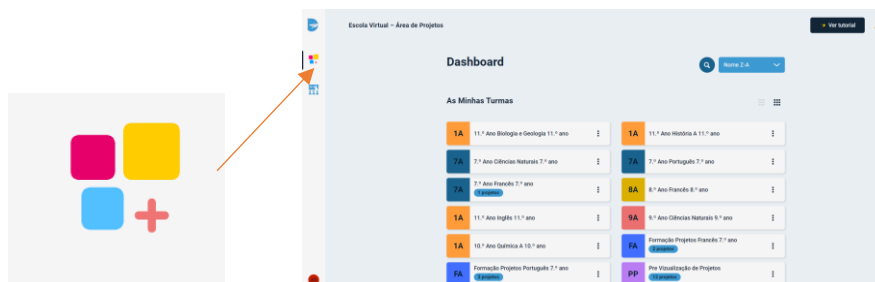 Escola Virtual – Área de Projetos
Ver tutorial
Dashboard
Nome Z-A
As Minhas Turmas
1A 11.º Ano Biologia e Geologia 11.º ano
1A 11.º Ano História A 11.º ano
7A 7.º Ano Ciências Naturais 7.º ano
7A 7.º Ano Português 7.º ano
7A 7.º Ano Francês 7.º ano
1 projetos
8A 8.º Ano Francês 8.º ano
1A 11.º Ano Inglês 11.º ano
9A 9.º Ano Ciências Naturais 9.º ano
1A 10.º Ano Química A 10.º ano
FA Formação Projetos Francês 7.º ano
2 projetos
FA Formação Projetos Português 7.º ano
PP Pre Vizualização de Projetos